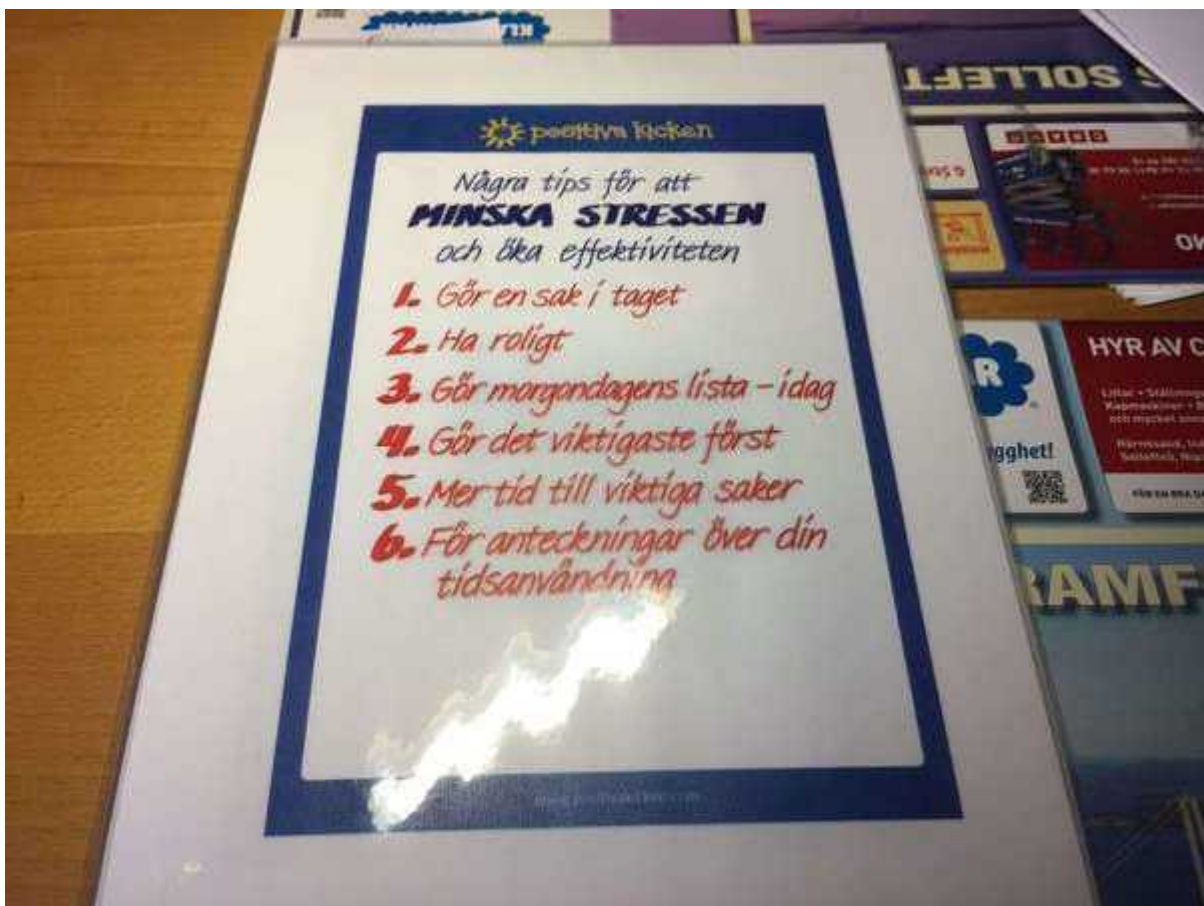 positiva kicken
Några tips för att
MINSKA STRESSEN
och öka effektiviteten
1. Gör en sak i taget
2. Ha roligt
3. Gör morgondagens lista – idag
4. Gör det viktigaste först
5. Mer tid till viktiga saker
6. För anteckningar över din
tidsanvändning
SOLLEFT
HYR AV
R
ygghet!
RAMF